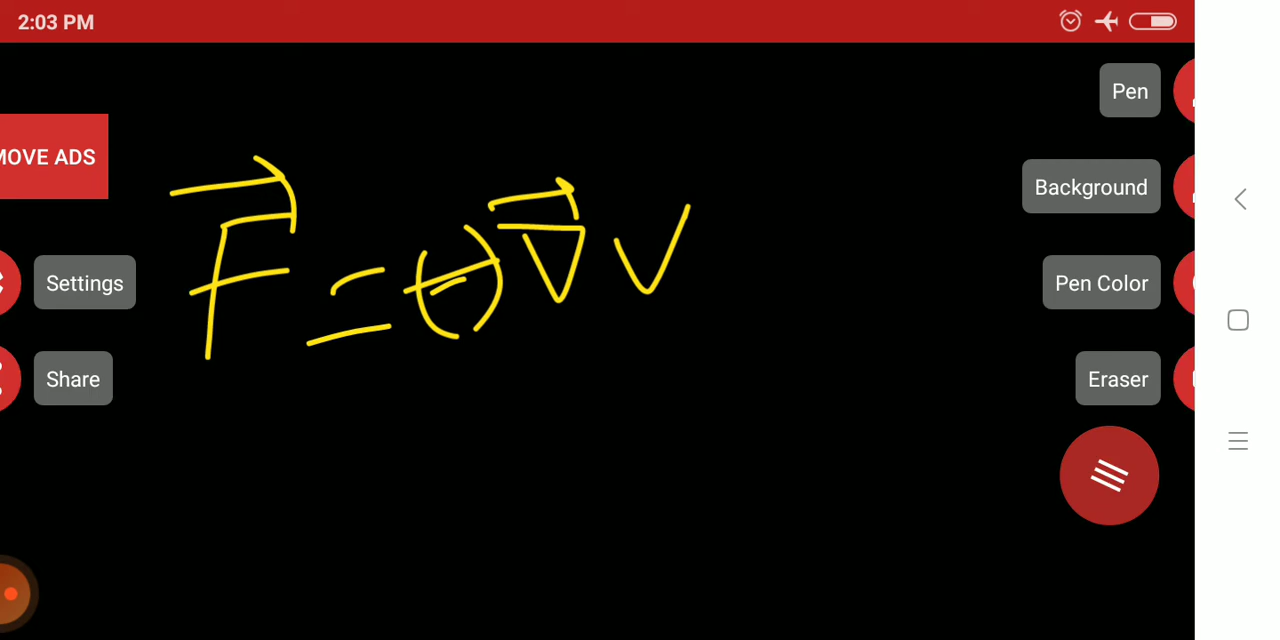 2:03 PM
Pen
MOVE ADS
Background
F⃗ = (-) ∇⃗ V
Settings
Pen Color
Share
Eraser